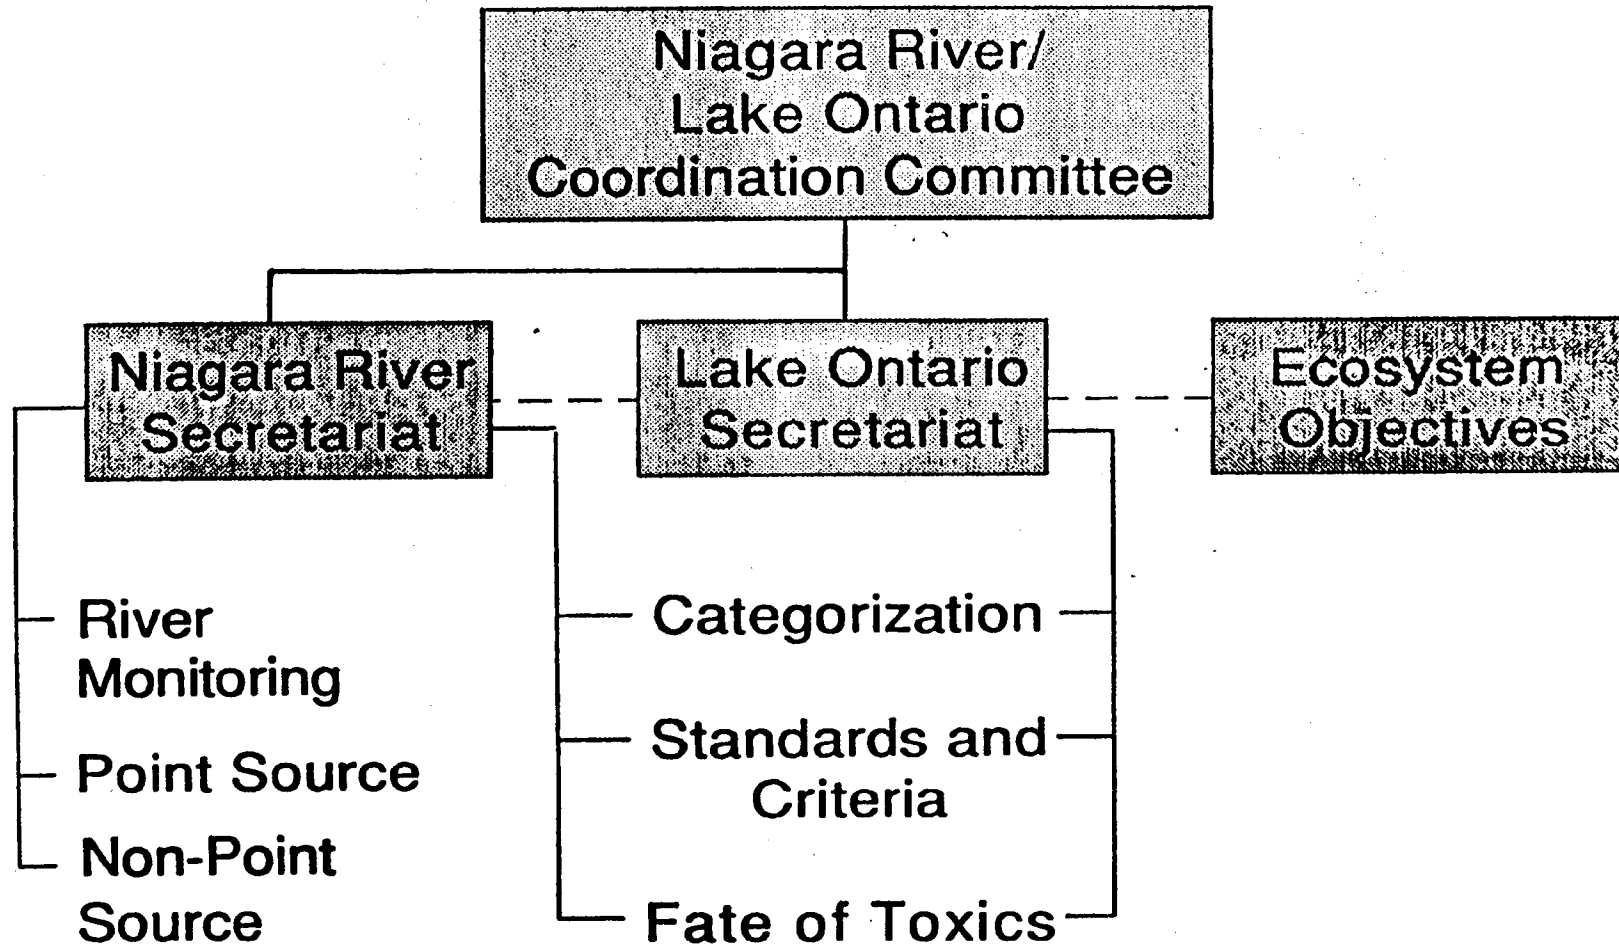 Niagara River/
Lake Ontario
Coordination Committee
Niagara River
Secretariat
Lake Ontario
Secretariat
Ecosystem
Objectives
River
Monitoring
Point Source
Non-Point
Source
Categorization
Standards and
Criteria
Fate of Toxics